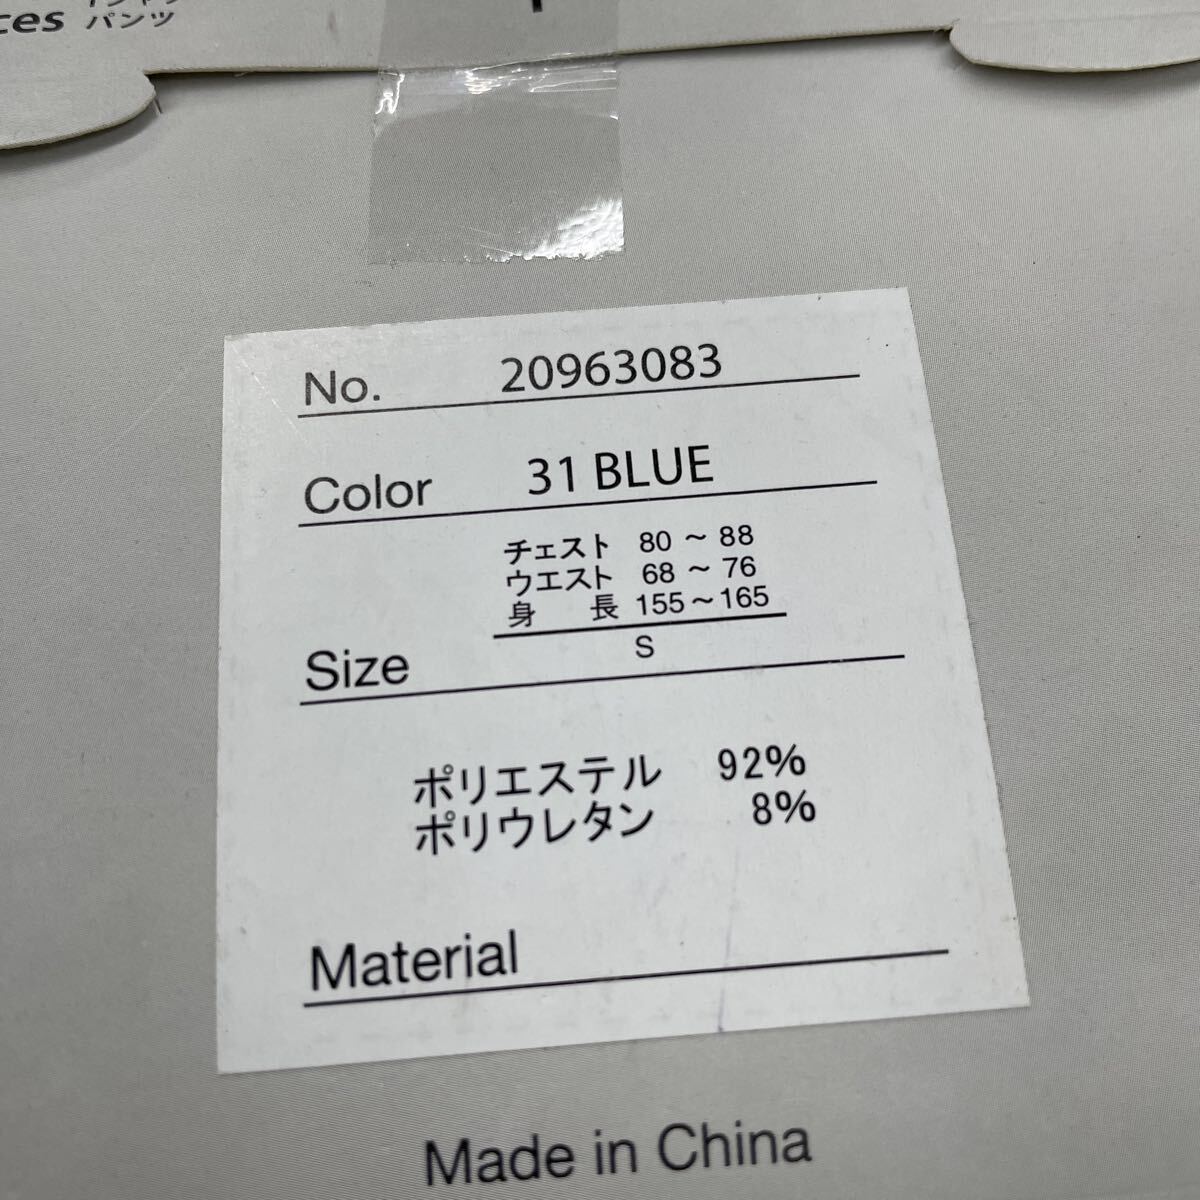 パンツ
No. 20963083
Color 31 BLUE
チェスト 80 ～ 88
ウエスト 68 ～ 76
身 長 155～165
Size S
ポリエステル 92%
ポリウレタン 8%
Material
Made in China